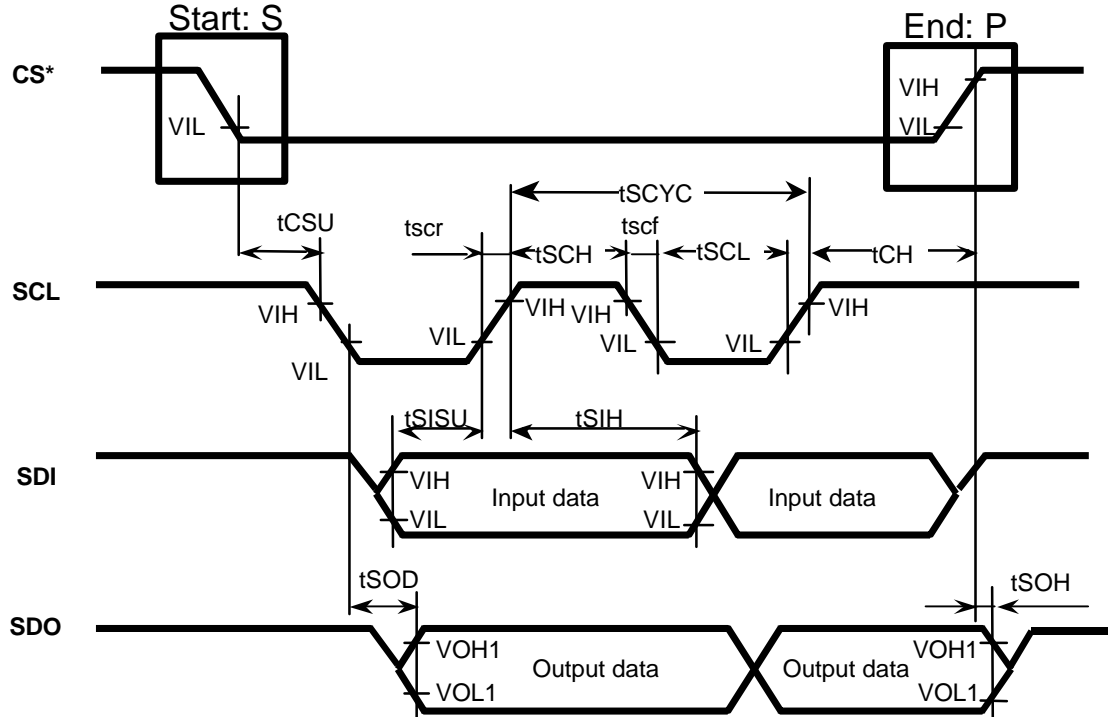 Start: S
End: P
CS*
VIL
VIH
VIL
tSCYC
tCSU
tscr
tscf
tSCH
tSCL
tCH
SCL
VIH
VIL
VIL
VIH
VIH
VIL
VIL
VIH
tSISU
tSIH
SDI
VIH
VIL
Input data
VIH
VIL
Input data
tSOD
tSOH
SDO
VOH1
VOL1
Output data
Output data
VOH1
VOL1